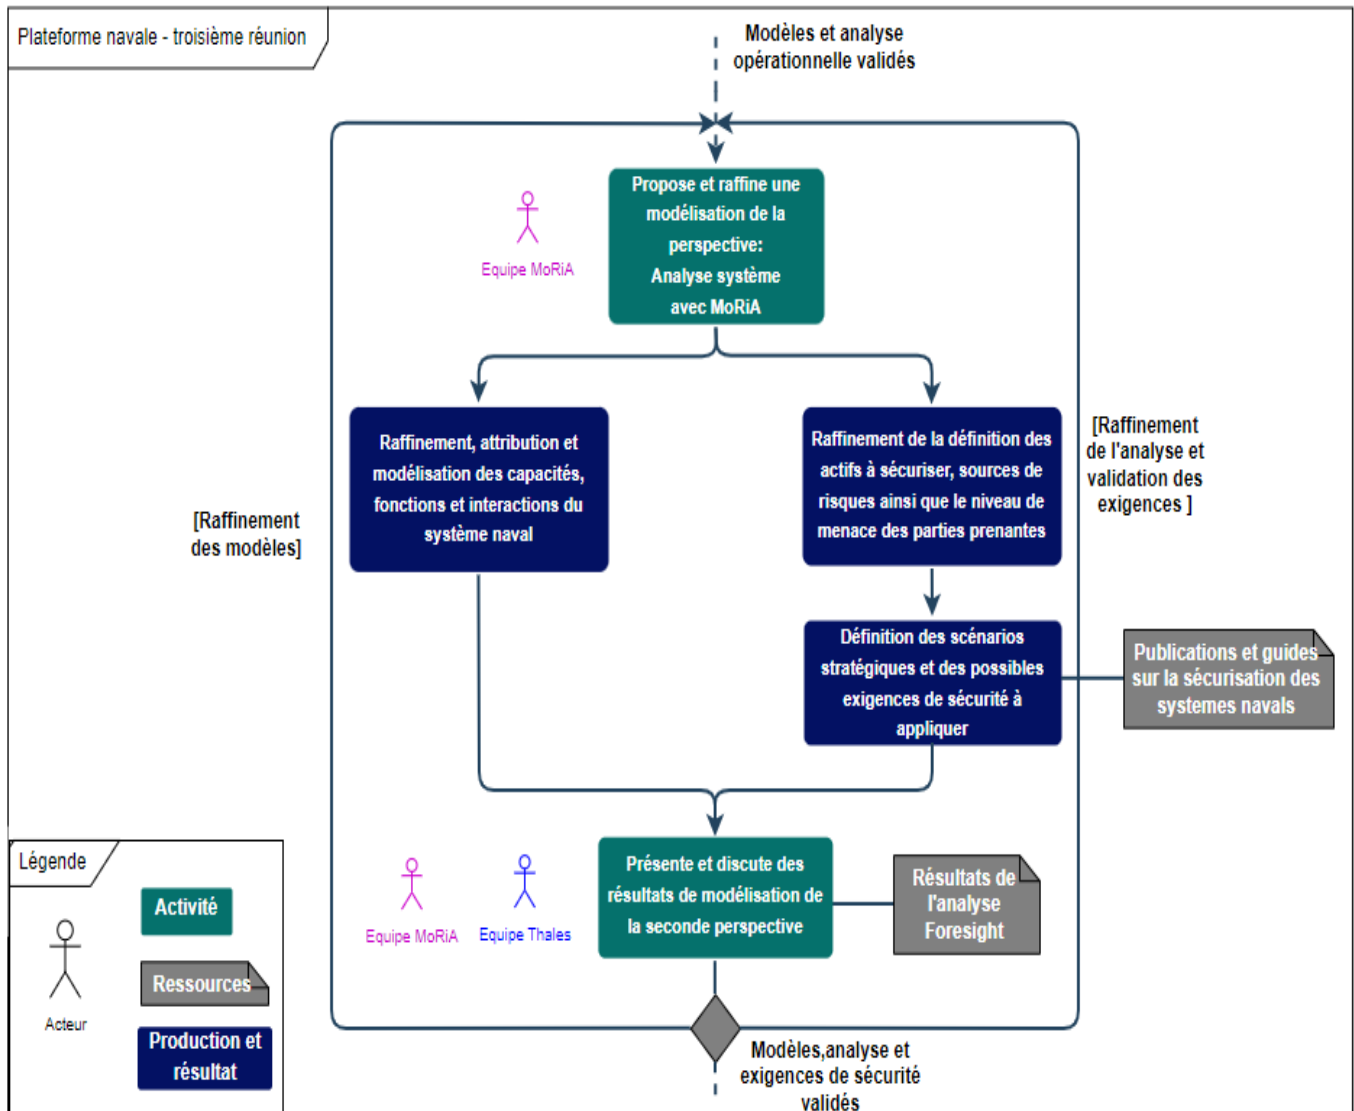 Plateforme navale - troisième réunion
Modèles et analyse
opérationnelle validés
Propose et raffine une
modélisation de la
perspective:
Analyse système
avec MoRiA
Equipe MoRiA
Raffinement, attribution et
modélisation des capacités,
fonctions et interactions du
système naval
Raffinement de la définition des
actifs à sécuriser, sources de
risques ainsi que le niveau de
menace des parties prenantes
[Raffinement
de l'analyse et
validation des
exigences ]
[Raffinement
des modèles]
Définition des scénarios
stratégiques et des possibles
exigences de sécurité à
appliquer
Publications et guides
sur la sécurisation des
systemes navals
Présente et discute des
résultats de modélisation de
la seconde perspective
Equipe MoRiA
Equipe Thales
Résultats de
l'analyse
Foresight
Modèles,analyse et
exigences de sécurité
validés
Légende
Acteur
Activité
Ressources
Production et
résultat